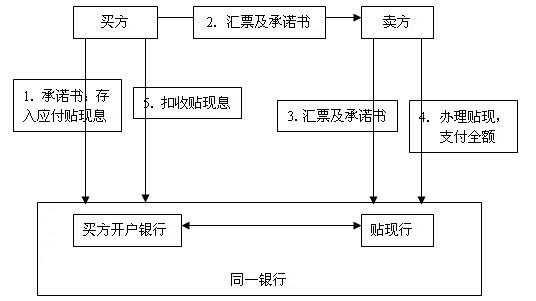 买方
2. 汇票及承诺书
卖方
1. 承诺书；存
入应付贴现息
5. 扣收贴现息
3.汇票及承诺书
4. 办理贴现，
支付全额
买方开户银行
贴现行
同一银行